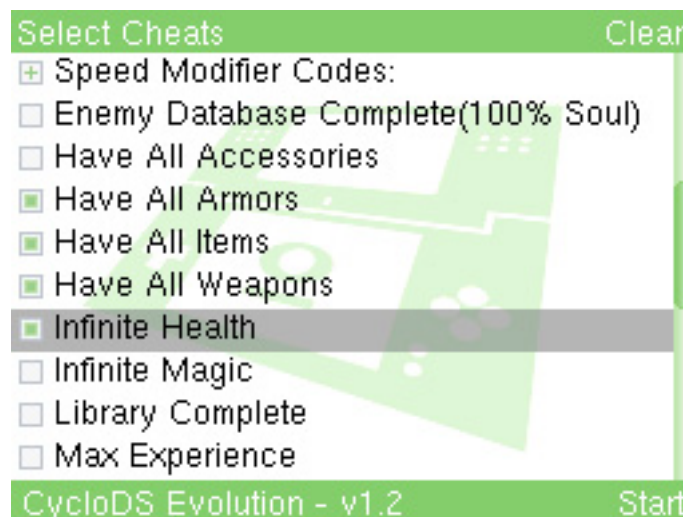 Select Cheats Clear
Speed Modifier Codes:
Enemy Database Complete(100% Soul)
Have All Accessories
Have All Armors
Have All Items
Have All Weapons
Infinite Health
Infinite Magic
Library Complete
Max Experience
CycloDS Evolution - v1.2 Start